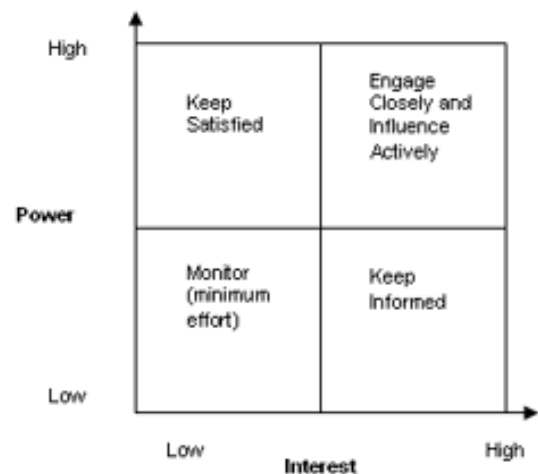 High
Keep
Satisfied
Engage
Closely and
Influence
Actively
Power
Monitor
(minimum
effort)
Keep
Informed
Low
Low
High
Interest